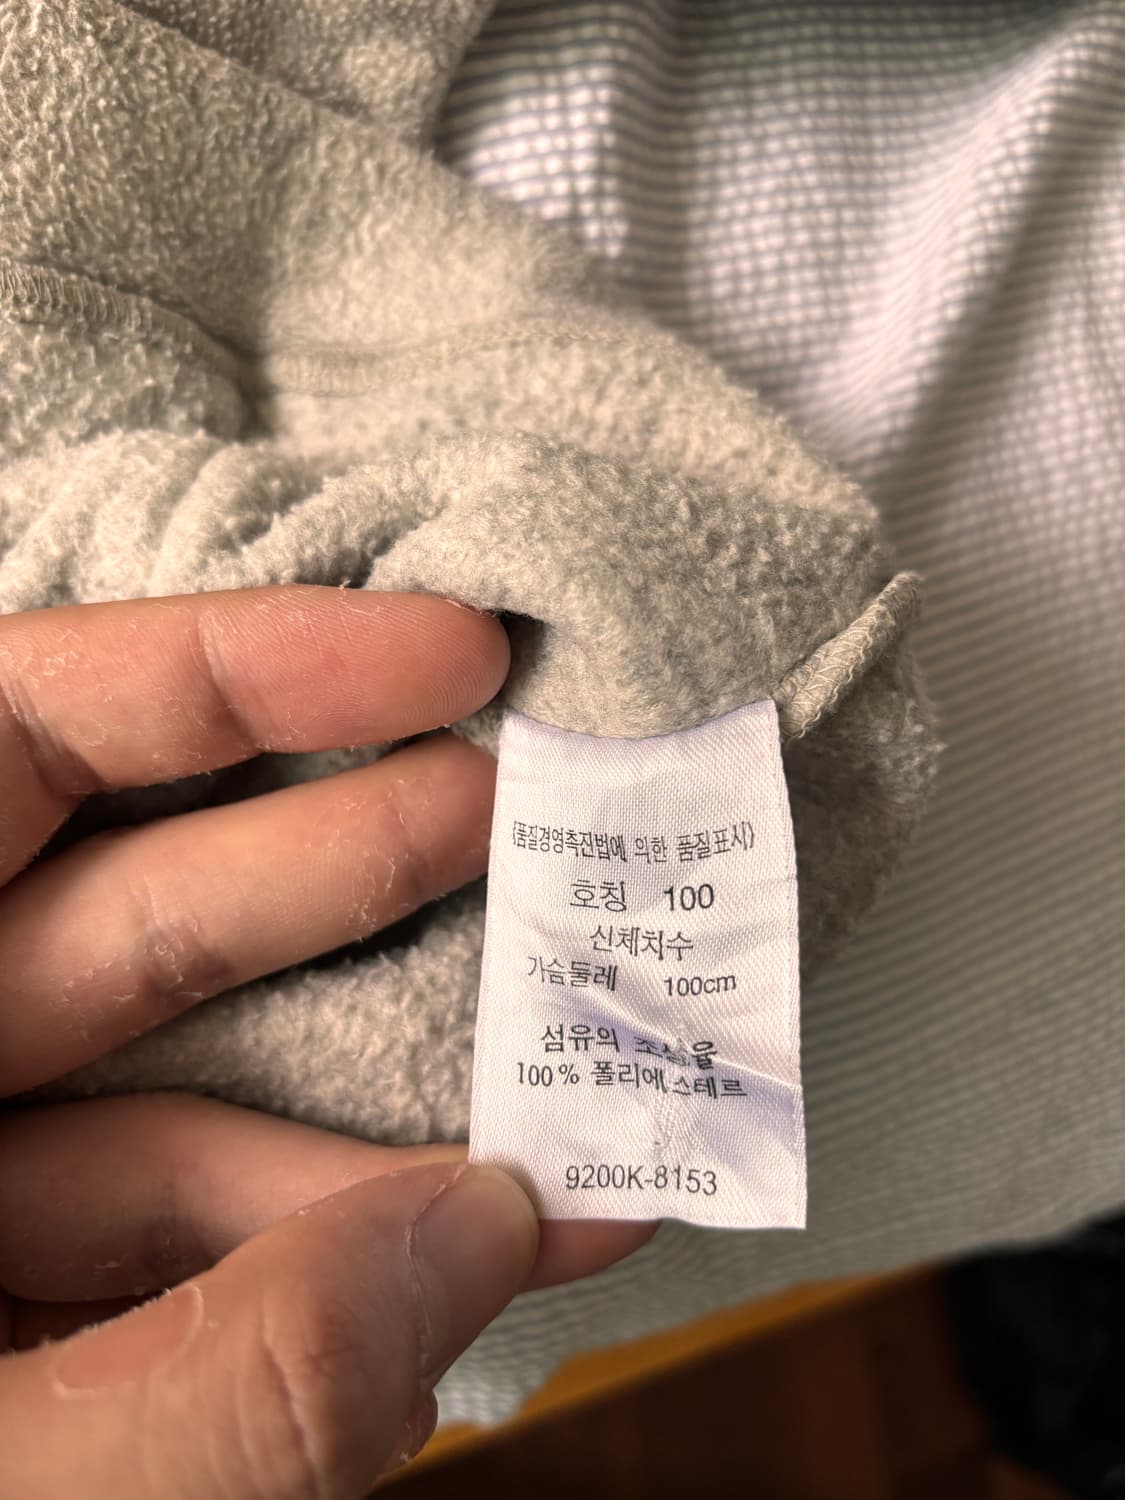 (품질경영촉진법에 의한 품질표시)
호칭 100
신체치수
가슴둘레 100cm
섬유의 조성율
100% 폴리에스테르
9200K-8153